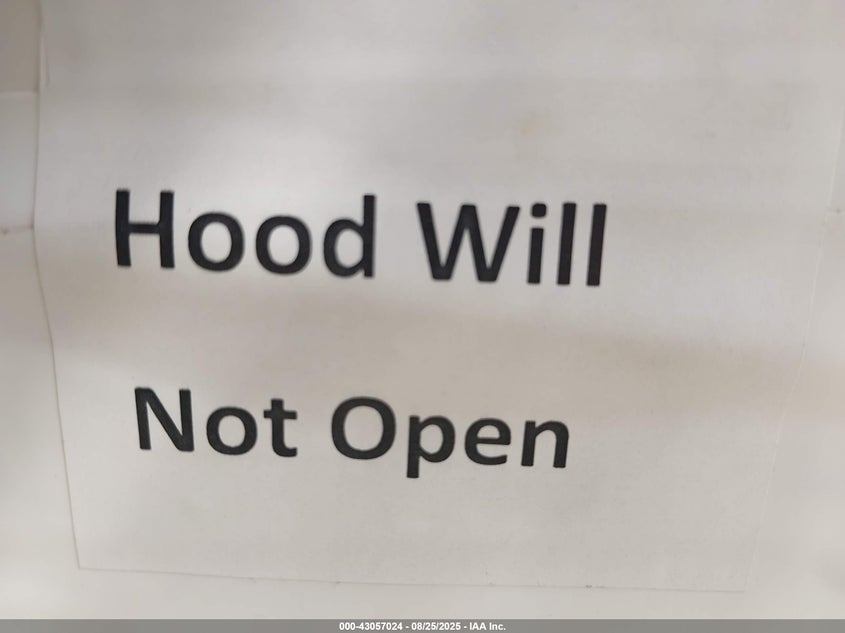 Hood Will
Not Open
000-43057024 - 08/25/2025 - IAA Inc.